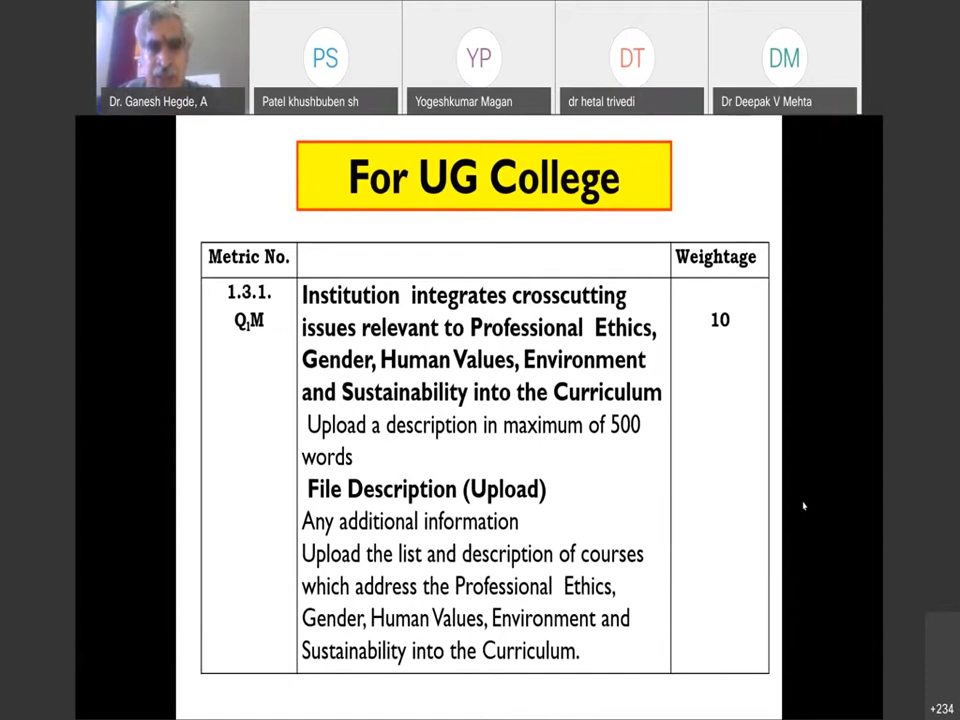 PS
YP
DT
DM
Dr. Ganesh Hegde, A
Patel khushbuben sh
Yogeshkumar Magan
dr hetal trivedi
Dr Deepak V Mehta
For UG College
Metric No.
Weightage
1.3.1.
QlM
Institution integrates crosscutting
issues relevant to Professional Ethics,
Gender, Human Values, Environment
and Sustainability into the Curriculum
Upload a description in maximum of 500
words
File Description (Upload)
Any additional information
Upload the list and description of courses
which address the Professional Ethics,
Gender, Human Values, Environment and
Sustainability into the Curriculum.
10
+234